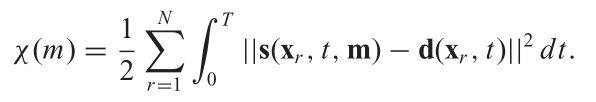 χ(m) = 1/2 ∑_{r=1}^{N} ∫_0^T ||𝐬(𝐱_r, t, 𝐦) − 𝐝(𝐱_r, t)||² dt.